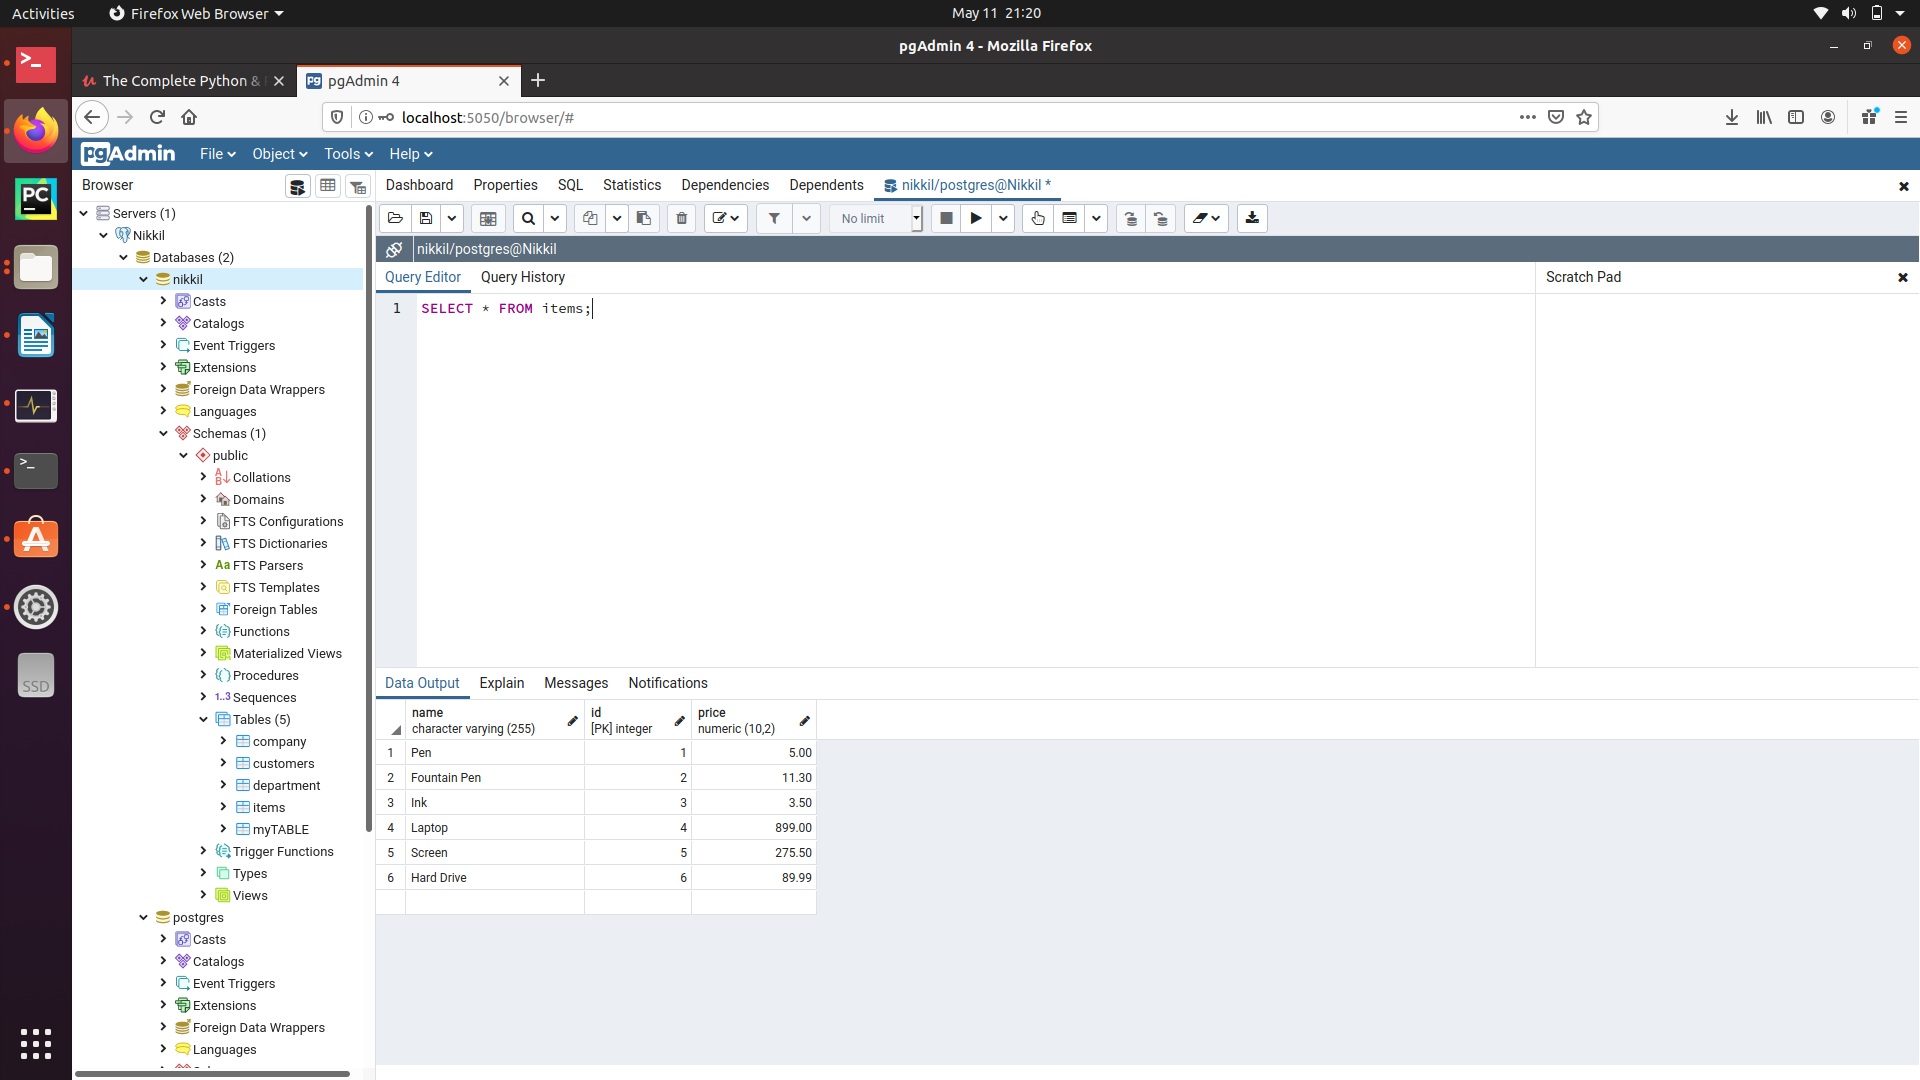 Activities
Firefox Web Browser
May 11 21:20
pgAdmin 4 - Mozilla Firefox
The Complete Python &
pgAdmin 4
localhost:5050/browser/#
pgAdmin
File
Object
Tools
Help
Browser
Dashboard
Properties
SQL
Statistics
Dependencies
Dependents
nikkil/postgres@Nikkil *
No limit
nikkil/postgres@Nikkil
Query Editor
Query History
Scratch Pad
1 SELECT * FROM items;
Servers (1)
Nikkil
Databases (2)
nikkil
Casts
Catalogs
Event Triggers
Extensions
Foreign Data Wrappers
Languages
Schemas (1)
public
Collations
Domains
FTS Configurations
FTS Dictionaries
Aa FTS Parsers
FTS Templates
Foreign Tables
Functions
Materialized Views
Procedures
1..3 Sequences
Tables (5)
company
customers
department
items
myTABLE
Trigger Functions
Types
Views
postgres
Casts
Catalogs
Event Triggers
Extensions
Foreign Data Wrappers
Languages
Data Output
Explain
Messages
Notifications
name
character varying (255)
id
[PK] integer
price
numeric (10,2)
1 Pen 1 5.00
2 Fountain Pen 2 11.30
3 Ink 3 3.50
4 Laptop 4 899.00
5 Screen 5 275.50
6 Hard Drive 6 89.99
PC
SSD